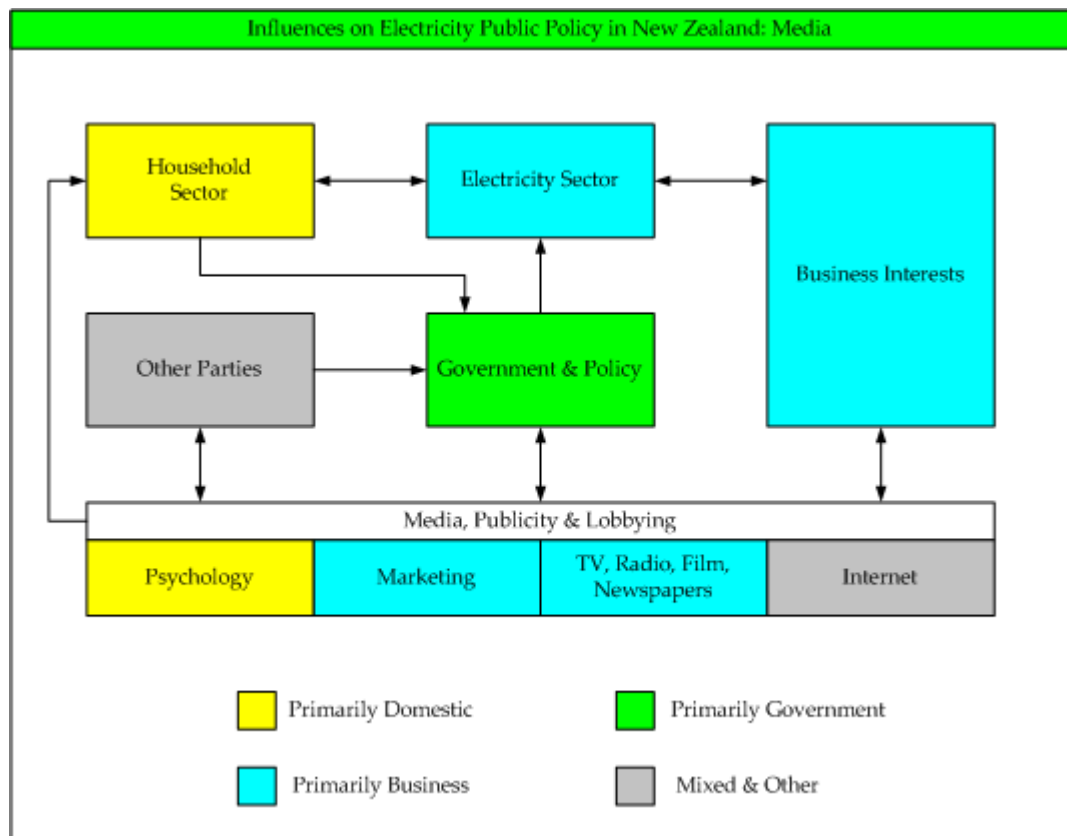 Influences on Electricity Public Policy in New Zealand: Media
Household
Sector
Electricity Sector
Business Interests
Other Parties
Government & Policy
Media, Publicity & Lobbying
Psychology
Marketing
TV, Radio, Film,
Newspapers
Internet
Primarily Domestic
Primarily Government
Primarily Business
Mixed & Other